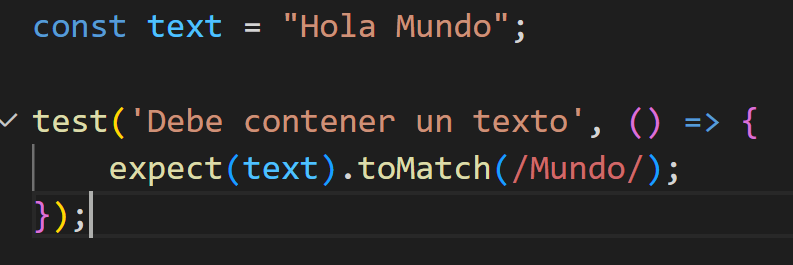 const text = "Hola Mundo";
test('Debe contener un texto', () => {
expect(text).toMatch(/Mundo/);
});